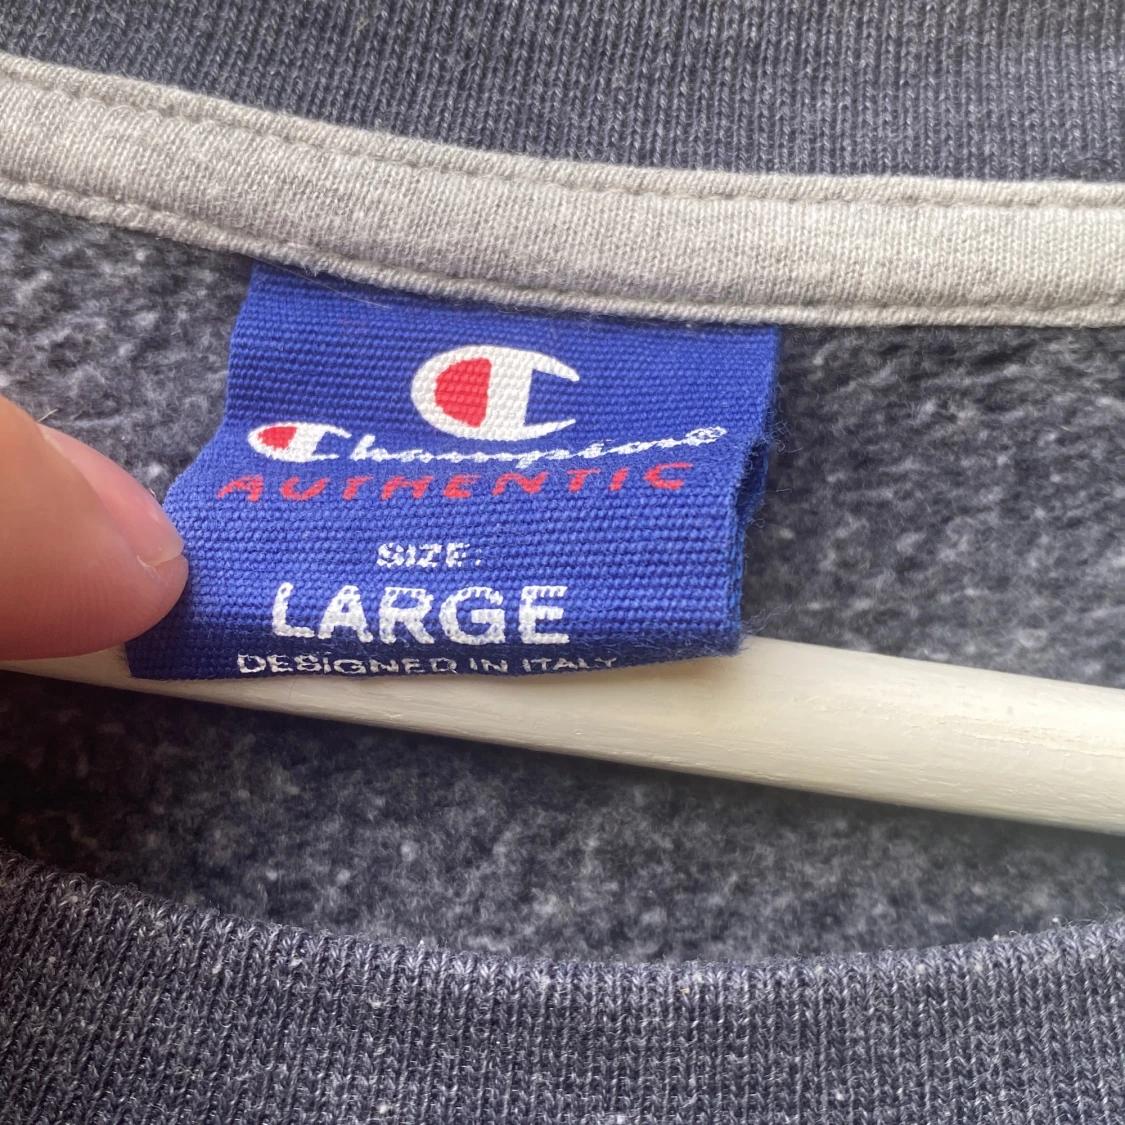 Champion®
AUTHENTIC
SIZE:
LARGE
DESIGNED IN ITALY